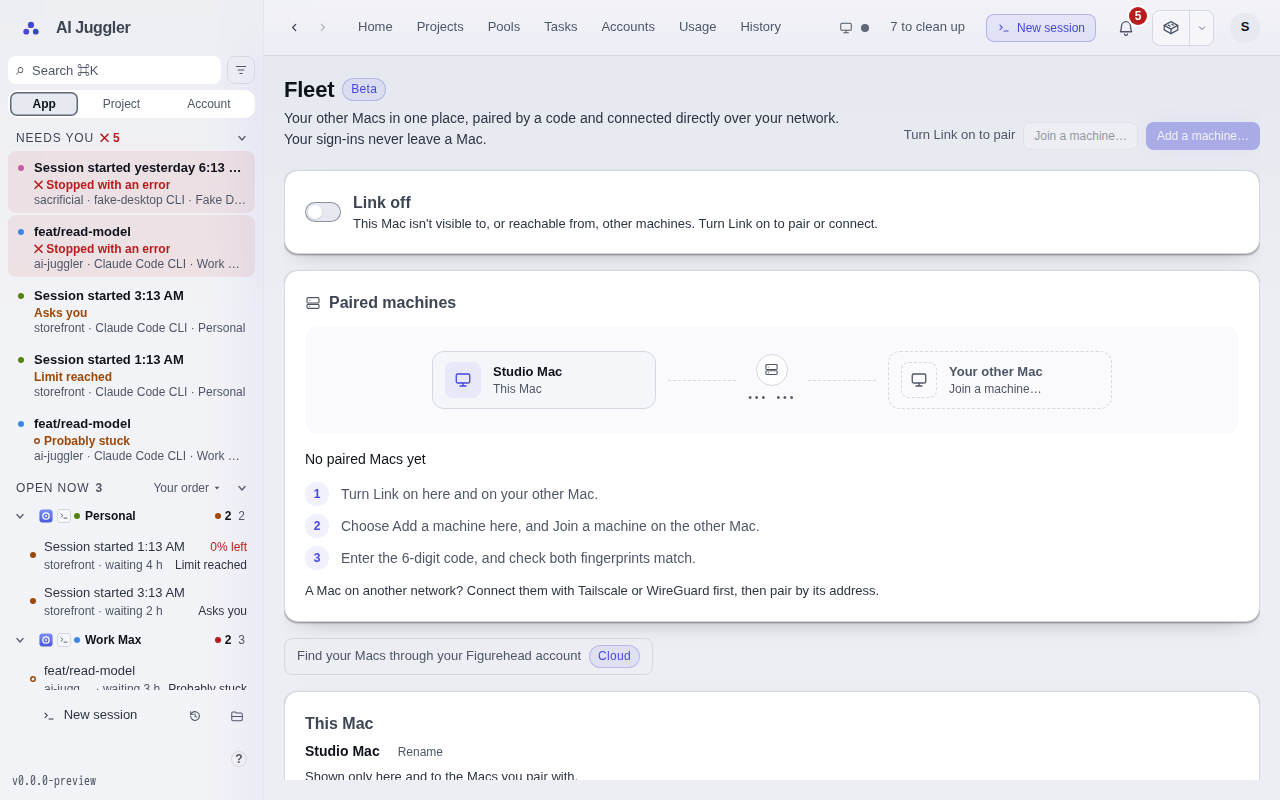 AI Juggler
Search ⌘K
App Project Account
NEEDS YOU 5
Session started yesterday 6:13 …
Stopped with an error
sacrificial · fake-desktop CLI · Fake D…
feat/read-model
Stopped with an error
ai-juggler · Claude Code CLI · Work …
Session started 3:13 AM
Asks you
storefront · Claude Code CLI · Personal
Session started 1:13 AM
Limit reached
storefront · Claude Code CLI · Personal
feat/read-model
Probably stuck
ai-juggler · Claude Code CLI · Work …
OPEN NOW 3 Your order
Personal 2 2
Session started 1:13 AM 0% left
storefront · waiting 4 h Limit reached
Session started 3:13 AM
storefront · waiting 2 h Asks you
Work Max 2 3
feat/read-model
ai-jugg… · waiting 3 h Probably stuck
New session
?
v0.0.0-preview
Home Projects Pools Tasks Accounts Usage History 7 to clean up New session 5 S
Fleet Beta
Your other Macs in one place, paired by a code and connected directly over your network.
Your sign-ins never leave a Mac.
Turn Link on to pair Join a machine… Add a machine…
Link off
This Mac isn't visible to, or reachable from, other machines. Turn Link on to pair or connect.
Paired machines
Studio Mac
This Mac
••• •••
Your other Mac
Join a machine…
No paired Macs yet
1 Turn Link on here and on your other Mac.
2 Choose Add a machine here, and Join a machine on the other Mac.
3 Enter the 6-digit code, and check both fingerprints match.
A Mac on another network? Connect them with Tailscale or WireGuard first, then pair by its address.
Find your Macs through your Figurehead account Cloud
This Mac
Studio Mac Rename
Shown only here and to the Macs you pair with.